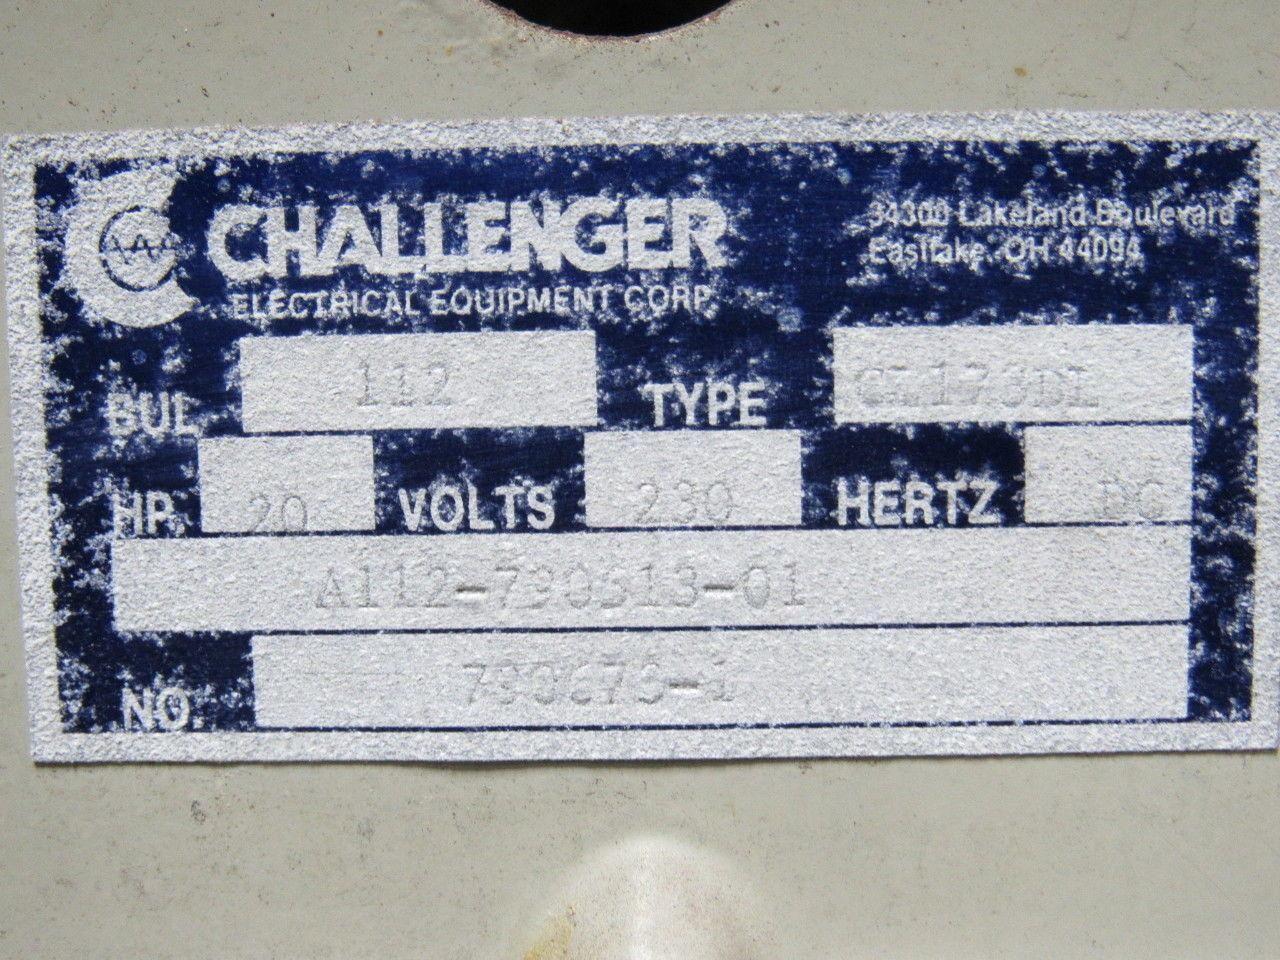 CHALLENGER
ELECTRICAL EQUIPMENT CORP.
34300 Lakeland Boulevard
Eastlake, OH 44094
BUL. 112 TYPE
HP. 20 VOLTS 230 HERTZ DC
NO.